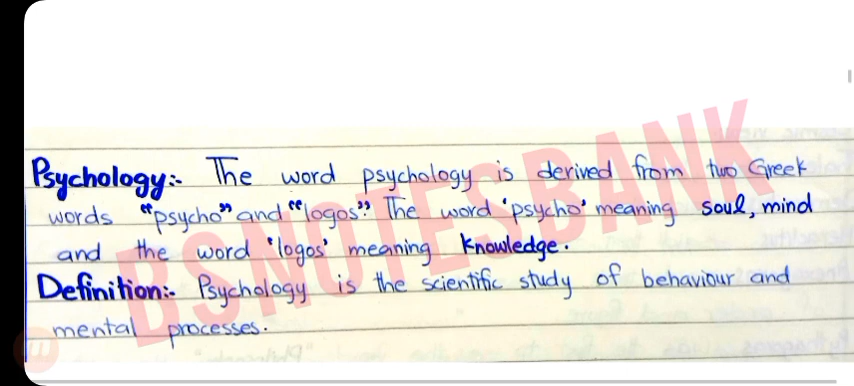 Psychology:- The word psychology is derived from two Greek
words "psycho" and "logos". The word 'psycho' meaning soul, mind
and the word 'logos' meaning knowledge.
Definition:- Psychology is the scientific study of behaviour and
mental processes.
BSNOTESBANK